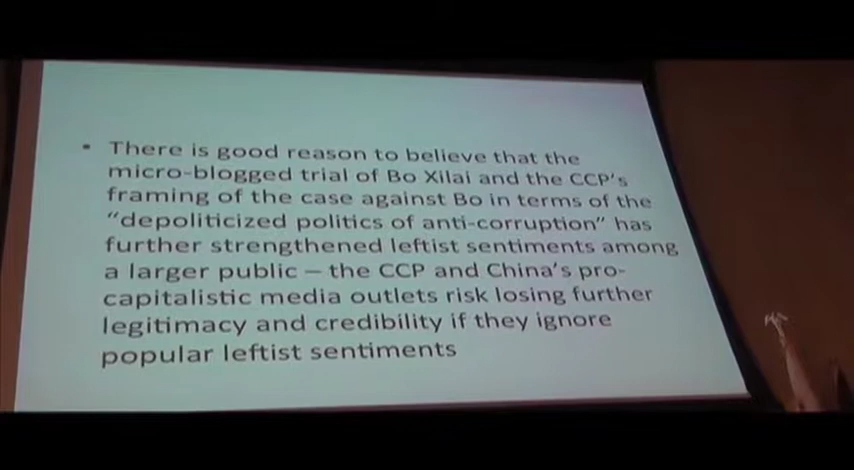 • There is good reason to believe that the
micro-blogged trial of Bo Xilai and the CCP's
framing of the case against Bo in terms of the
“depoliticized politics of anti-corruption” has
further strengthened leftist sentiments among
a larger public – the CCP and China's pro-
capitalistic media outlets risk losing further
legitimacy and credibility if they ignore
popular leftist sentiments